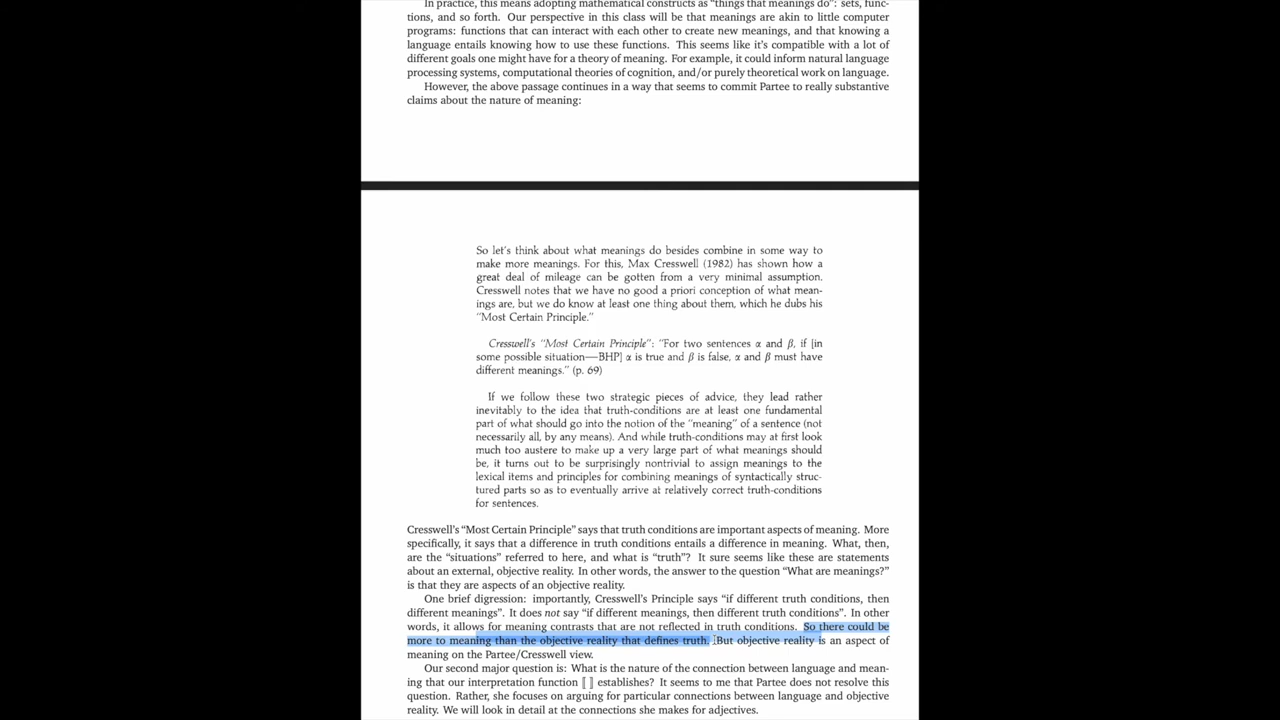 In practice, this means adopting mathematical constructs as “things that meanings do”: sets, func-
tions, and so forth. Our perspective in this class will be that meanings are akin to little computer
programs: functions that can interact with each other to create new meanings, and that knowing a
language entails knowing how to use these functions. This seems like it’s compatible with a lot of
different goals one might have for a theory of meaning. For example, it could inform natural language
processing systems, computational theories of cognition, and/or purely theoretical work on language.
However, the above passage continues in a way that seems to commit Partee to really substantive
claims about the nature of meaning:
So let's think about what meanings do besides combine in some way to
make more meanings. For this, Max Cresswell (1982) has shown how a
great deal of mileage can be gotten from a very minimal assumption.
Cresswell notes that we have no good a priori conception of what mean-
ings are, but we do know at least one thing about them, which he dubs his
"Most Certain Principle."
Cresswell's "Most Certain Principle": "For two sentences α and β, if [in
some possible situation—BHP] α is true and β is false, α and β must have
different meanings." (p. 69)
If we follow these two strategic pieces of advice, they lead rather
inevitably to the idea that truth-conditions are at least one fundamental
part of what should go into the notion of the "meaning" of a sentence (not
necessarily all, by any means). And while truth-conditions may at first look
much too austere to make up a very large part of what meanings should
be, it turns out to be surprisingly nontrivial to assign meanings to the
lexical items and principles for combining meanings of syntactically struc-
tured parts so as to eventually arrive at relatively correct truth-conditions
for sentences.
Cresswell’s “Most Certain Principle” says that truth conditions are important aspects of meaning. More
specifically, it says that a difference in truth conditions entails a difference in meaning. What, then,
are the “situations” referred to here, and what is “truth”? It sure seems like these are statements
about an external, objective reality. In other words, the answer to the question “What are meanings?”
is that they are aspects of an objective reality.
One brief digression: importantly, Cresswell’s Principle says “if different truth conditions, then
different meanings”. It does not say “if different meanings, then different truth conditions”. In other
words, it allows for meaning contrasts that are not reflected in truth conditions. So there could be
more to meaning than the objective reality that defines truth. But objective reality is an aspect of
meaning on the Partee/Cresswell view.
Our second major question is: What is the nature of the connection between language and mean-
ing that our interpretation function ⟦ ⟧ establishes? It seems to me that Partee does not resolve this
question. Rather, she focuses on arguing for particular connections between language and objective
reality. We will look in detail at the connections she makes for adjectives.